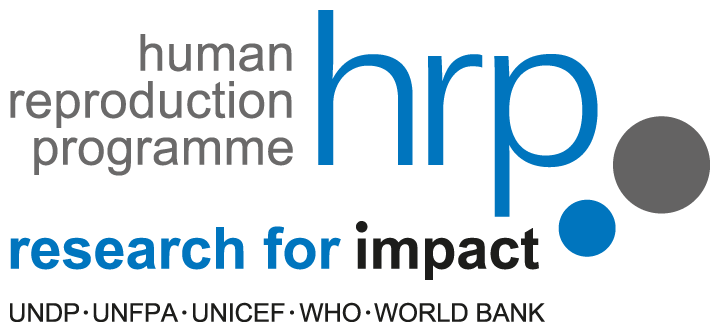 human
reproduction
programme
hrp
research for impact
UNDP·UNFPA·UNICEF·WHO·WORLD BANK